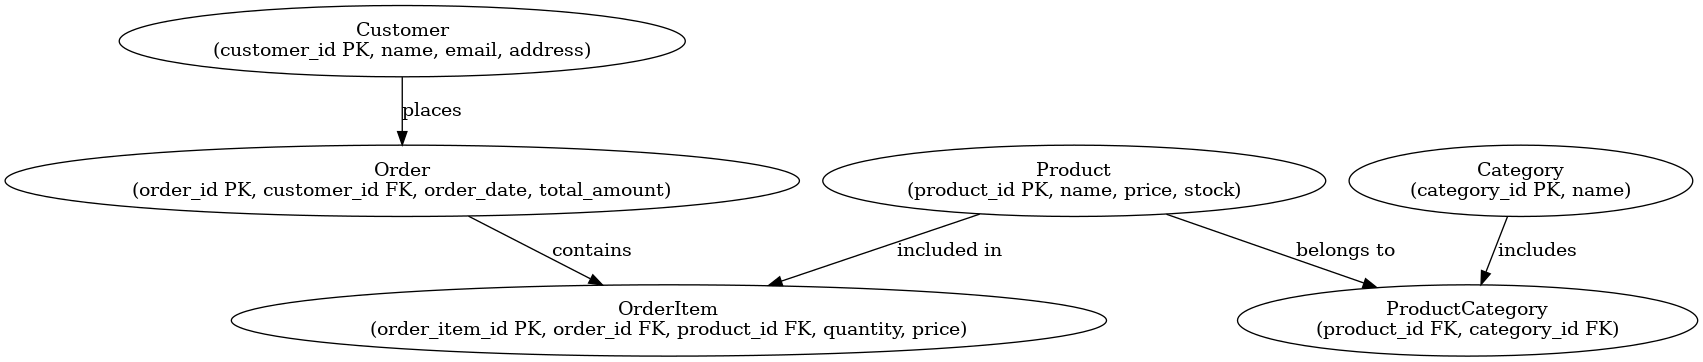 Customer
(customer_id PK, name, email, address)
places
Order
(order_id PK, customer_id FK, order_date, total_amount)
Product
(product_id PK, name, price, stock)
Category
(category_id PK, name)
contains
included in
belongs to
includes
OrderItem
(order_item_id PK, order_id FK, product_id FK, quantity, price)
ProductCategory
(product_id FK, category_id FK)